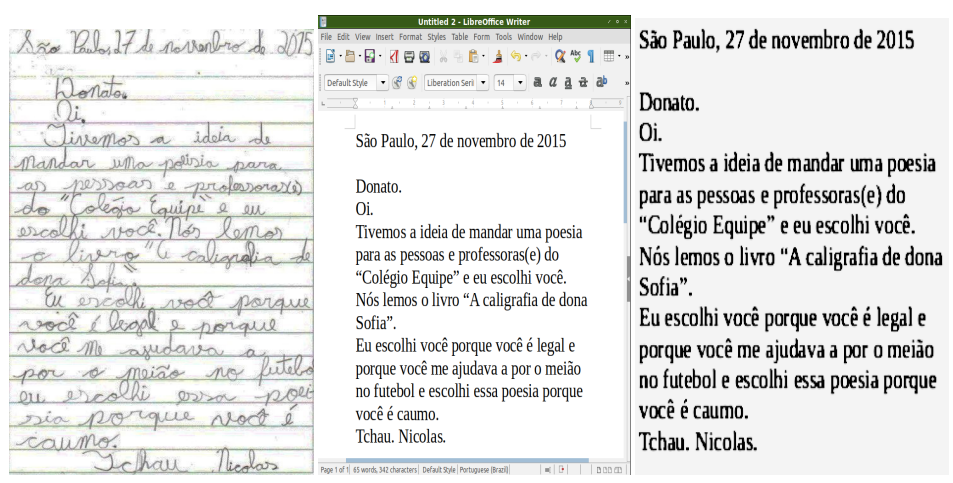 São Paulo, 27 de novenbro de 2015
Donato.
Oi.
Tivemos a ideia de
mandar uma poesia para
as pessoas e professoras(e)
do "Colégio Equipe" e eu
escolhi você. Nós lemos
o livro "A caligrafia de
dona Sofia".
Eu escolhi você porque
você é legal e porque
você me ajudava a
por o meião no futebol
eu escolhi essa poe
sia porque você é
caumo.
Tchau. Nicolas
Untitled 2 - LibreOffice Writer
File Edit View Insert Format Styles Table Form Tools Window Help
Default Style Liberation Seri 14
São Paulo, 27 de novembro de 2015
Donato.
Oi.
Tivemos a ideia de mandar uma poesia
para as pessoas e professoras(e) do
“Colégio Equipe” e eu escolhi você.
Nós lemos o livro “A caligrafia de dona
Sofia”.
Eu escolhi você porque você é legal e
porque você me ajudava a por o meião
no futebol e escolhi essa poesia porque
você é caumo.
Tchau. Nicolas.
Page 1 of 1 65 words, 342 characters Default Style Portuguese (Brazil)
São Paulo, 27 de novembro de 2015
Donato.
Oi.
Tivemos a ideia de mandar uma poesia
para as pessoas e professoras(e) do
“Colégio Equipe” e eu escolhi você.
Nós lemos o livro “A caligrafia de dona
Sofia”.
Eu escolhi você porque você é legal e
porque você me ajudava a por o meião
no futebol e escolhi essa poesia porque
você é caumo.
Tchau. Nicolas.